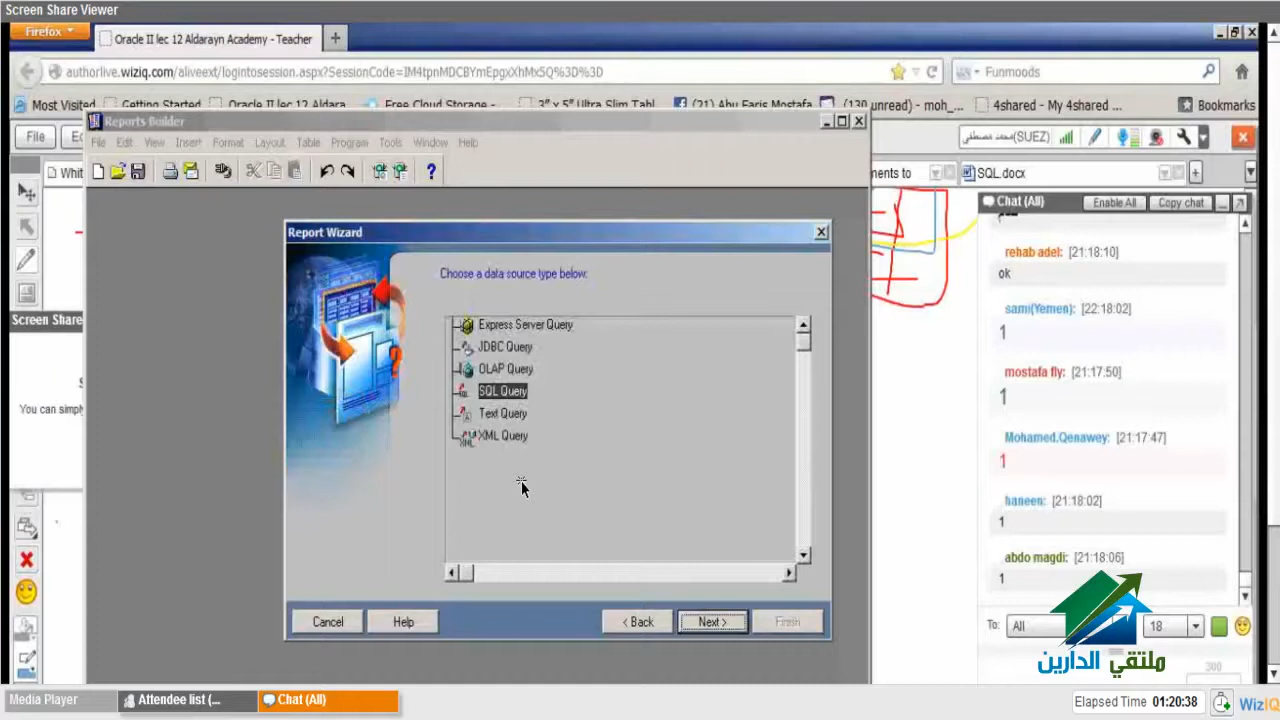 Screen Share Viewer
Firefox
Oracle II lec 12 Aldarayn Academy - Teacher
authorlive.wiziq.com/aliveext/logintosession.aspx?SessionCode=IM4tpnMDCBYmEpgxXhMx5Q%3D%3D
Funmoods
Most Visited
Getting Started
Oracle II lec 12 Aldara...
Free Cloud Storage - ...
3" x 5" Ultra Slim Tabl...
(21) Abu Faris Mostafa
(130 unread) - moh_...
4shared - My 4shared ...
Bookmarks
Reports Builder
File
File Edit View Insert Format Layout Table Program Tools Window Help
محمد مصطفي(SUEZ)
Whit
ments to
SQL.docx
Report Wizard
Choose a data source type below:
Express Server Query
JDBC Query
OLAP Query
SQL Query
Text Query
XML Query
Cancel
Help
< Back
Next >
Finish
Screen Share
You can simply
Chat (All)
Enable All
Copy chat
rehab adel: [21:18:10]
ok
sami(Yemen): [22:18:02]
1
mostafa fly: [21:17:50]
1
Mohamed.Qenawey: [21:17:47]
1
haneen: [21:18:02]
1
abdo magdi: [21:18:06]
1
To: All
18
ملتقي الدارين
300
Media Player
Attendee list (...
Chat (All)
Elapsed Time 01:20:38
WizIQ